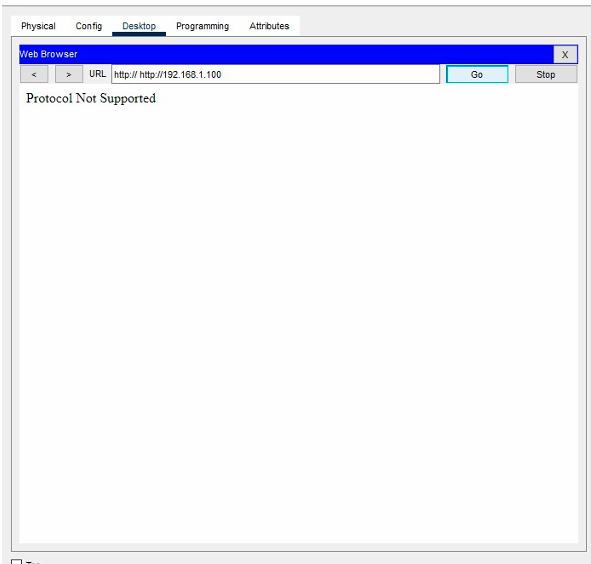 Physical Config Desktop Programming Attributes
Web Browser X
< > URL http:// http://192.168.1.100 Go Stop
Protocol Not Supported